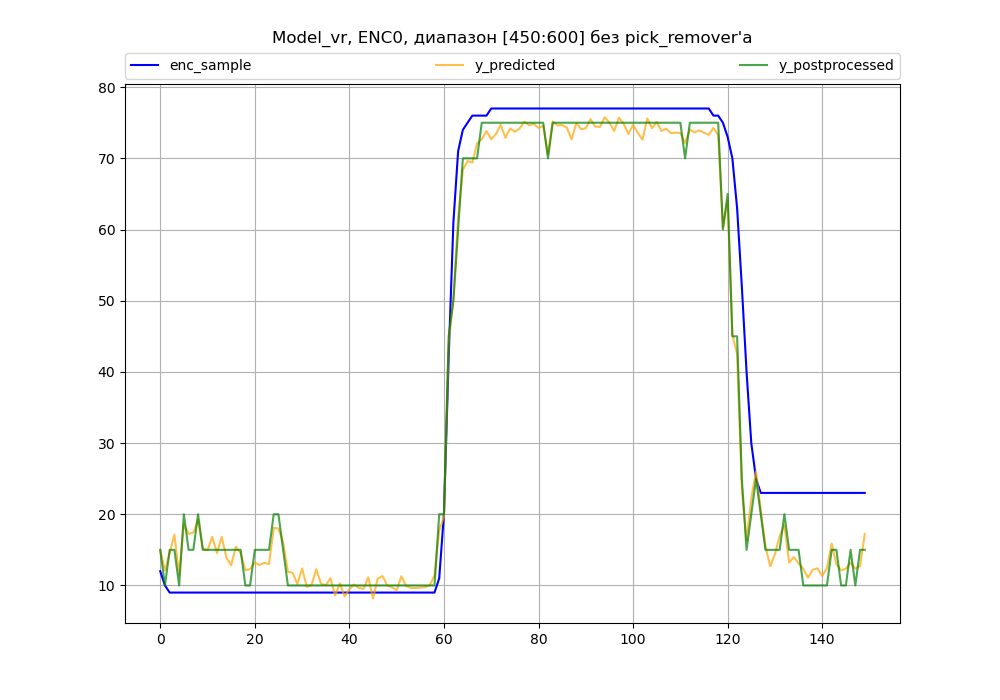 Model_vr, ENC0, диапазон [450:600] без pick_remover'а
enc_sample y_predicted y_postprocessed
80
70
60
50
40
30
20
10
0 20 40 60 80 100 120 140